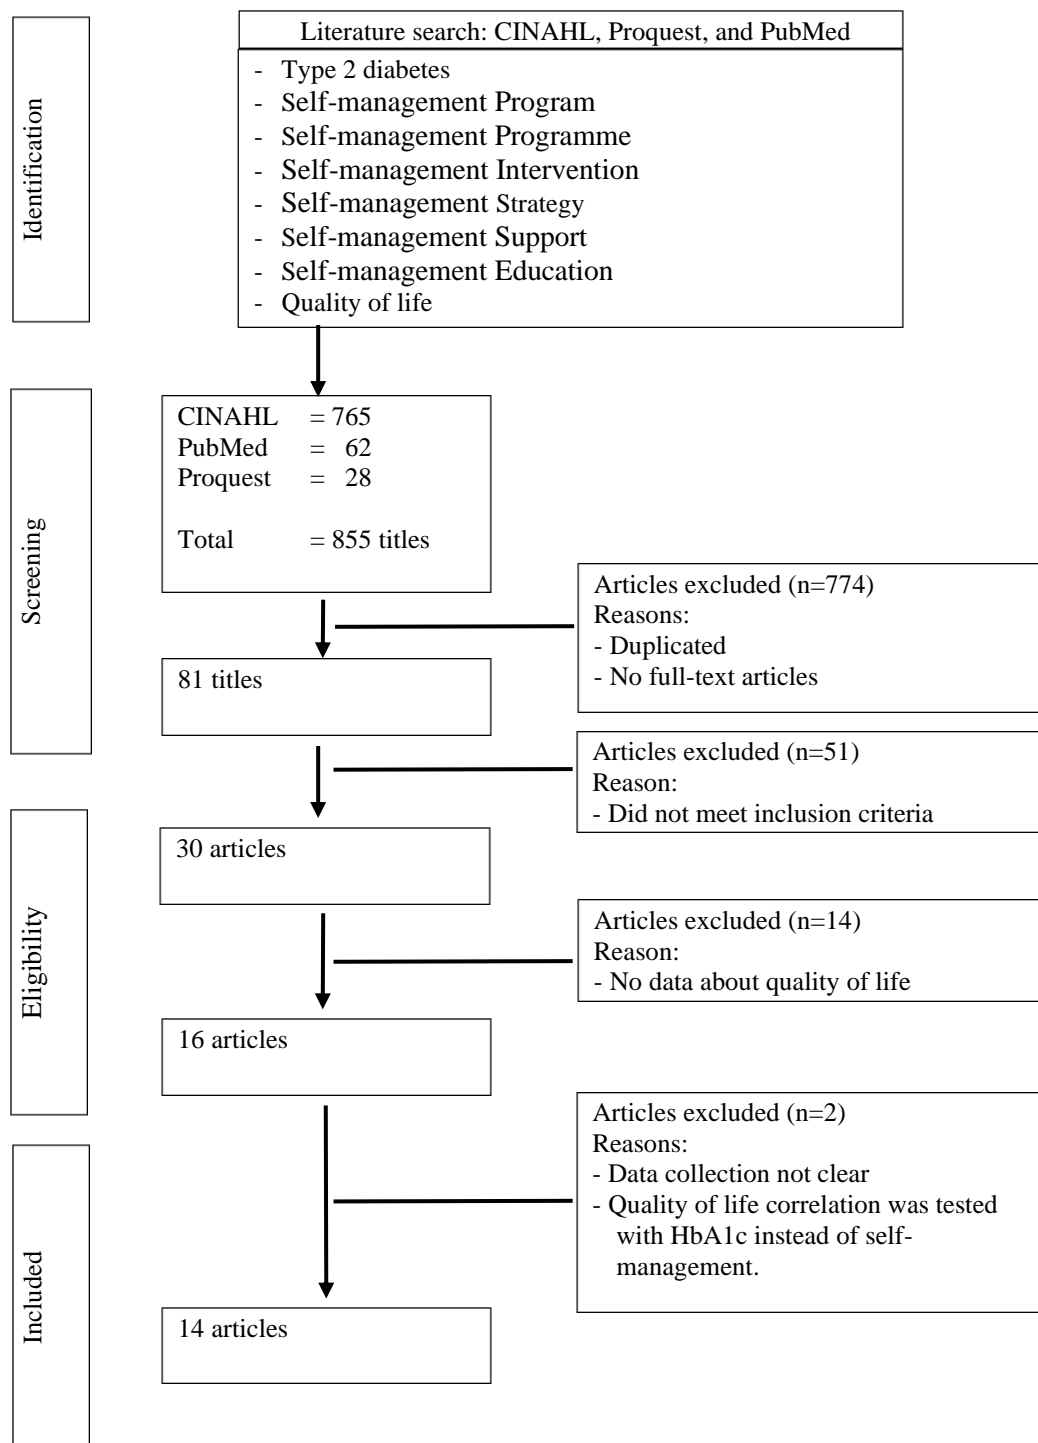 Literature search: CINAHL, Proquest, and PubMed
- Type 2 diabetes
- Self-management Program
- Self-management Programme
- Self-management Intervention
- Self-management Strategy
- Self-management Support
- Self-management Education
- Quality of life
Identification
CINAHL = 765
PubMed = 62
Proquest = 28
Total = 855 titles
Screening
Articles excluded (n=774)
Reasons:
- Duplicated
- No full-text articles
81 titles
Articles excluded (n=51)
Reason:
- Did not meet inclusion criteria
30 articles
Eligibility
Articles excluded (n=14)
Reason:
- No data about quality of life
16 articles
Articles excluded (n=2)
Reasons:
- Data collection not clear
- Quality of life correlation was tested
with HbA1c instead of self-
management.
Included
14 articles